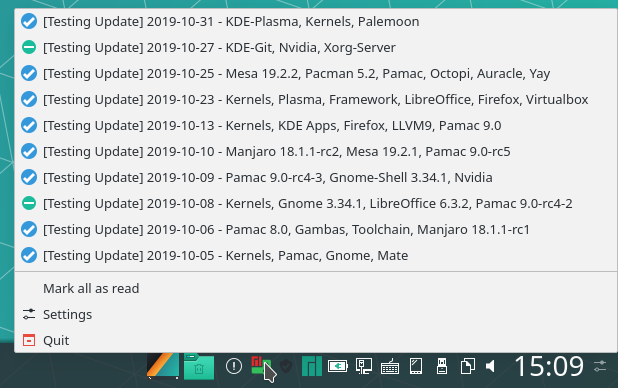 [Testing Update] 2019-10-31 - KDE-Plasma, Kernels, Palemoon
[Testing Update] 2019-10-27 - KDE-Git, Nvidia, Xorg-Server
[Testing Update] 2019-10-25 - Mesa 19.2.2, Pacman 5.2, Pamac, Octopi, Auracle, Yay
[Testing Update] 2019-10-23 - Kernels, Plasma, Framework, LibreOffice, Firefox, Virtualbox
[Testing Update] 2019-10-13 - Kernels, KDE Apps, Firefox, LLVM9, Pamac 9.0
[Testing Update] 2019-10-10 - Manjaro 18.1.1-rc2, Mesa 19.2.1, Pamac 9.0-rc5
[Testing Update] 2019-10-09 - Pamac 9.0-rc4-3, Gnome-Shell 3.34.1, Nvidia
[Testing Update] 2019-10-08 - Kernels, Gnome 3.34.1, LibreOffice 6.3.2, Pamac 9.0-rc4-2
[Testing Update] 2019-10-06 - Pamac 8.0, Gambas, Toolchain, Manjaro 18.1.1-rc1
[Testing Update] 2019-10-05 - Kernels, Pamac, Gnome, Mate
Mark all as read
Settings
Quit
15:09